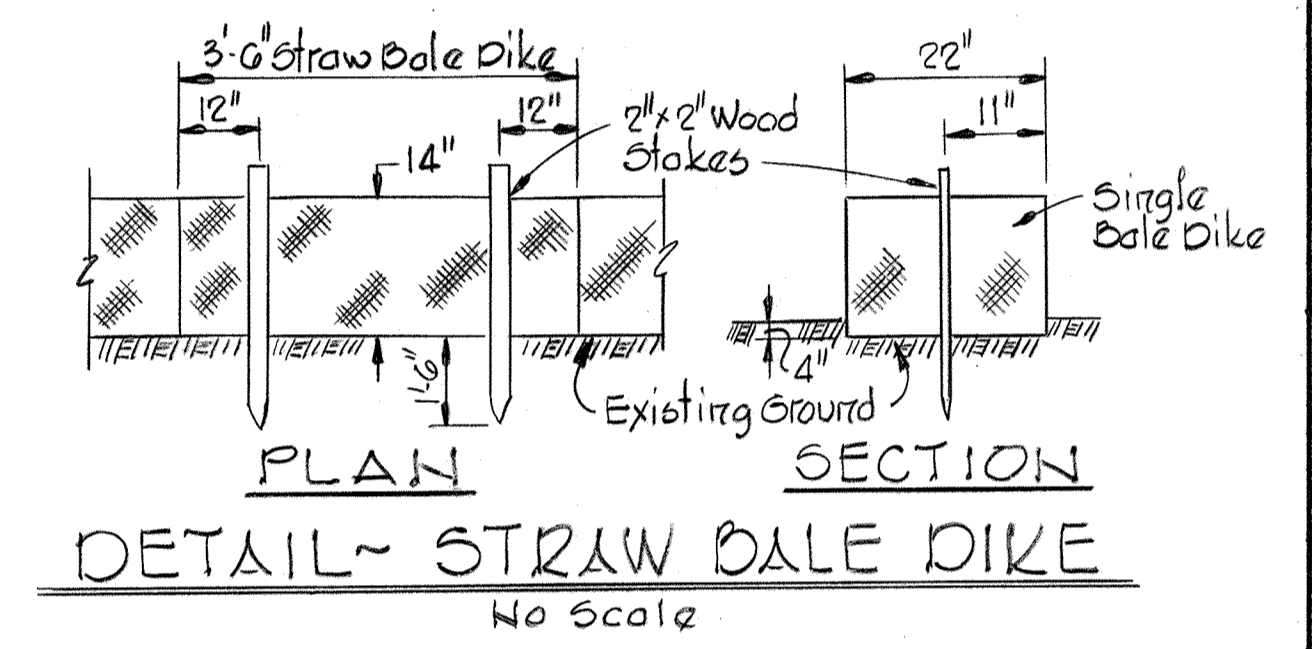 3'-6" Straw Bale Dike
22"
12"
12"
2"x2" Wood
Stakes
11"
14"
Single
Bale Dike
4"
1'-6"
Existing Ground
PLAN
SECTION
DETAIL~ STRAW BALE DIKE
No Scale